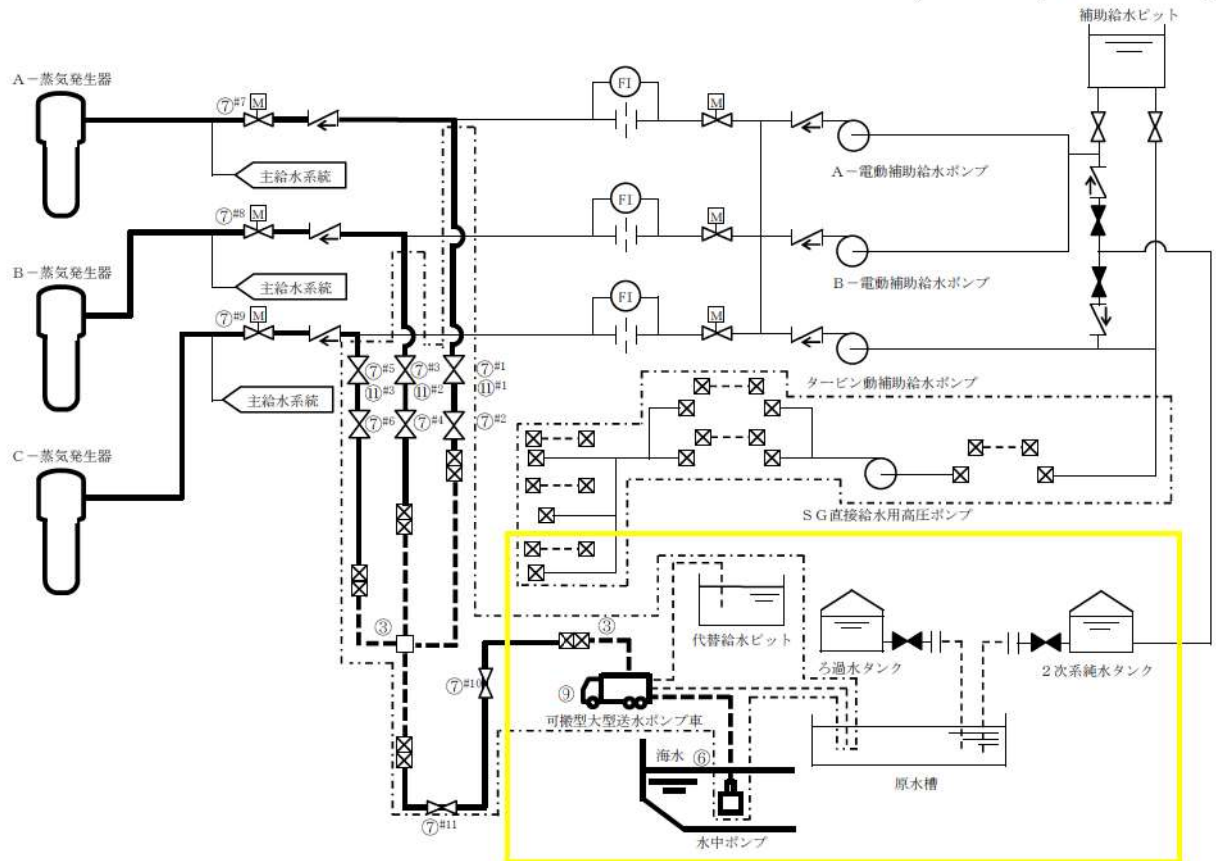 補助給水ピット
A－蒸気発生器
⑦#7
M
FI
M
主給水系統
A－電動補助給水ポンプ
⑦#8
M
FI
M
B－蒸気発生器
主給水系統
B－電動補助給水ポンプ
⑦#9
M
FI
M
⑦#5
⑦#3
⑦#1
⑪#3
⑪#2
⑪#1
タービン動補助給水ポンプ
主給水系統
⑦#6
⑦#4
⑦#2
C－蒸気発生器
SG直接給水用高圧ポンプ
③
③
代替給水ピット
ろ過水タンク
2次系純水タンク
⑦#10
⑨
可搬型大型送水ポンプ車
海水
⑥
原水槽
⑦#11
水中ポンプ